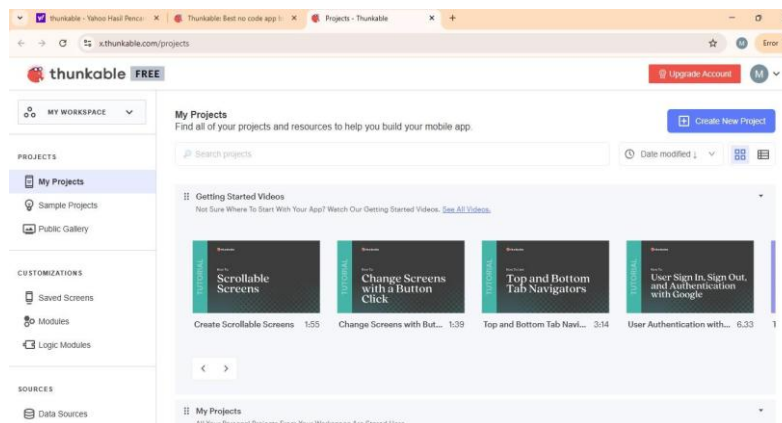 thunkable - Yahoo Hasil Pencar
Thunkable: Best no code app b
Projects - Thunkable
x.thunkable.com/projects
M
Error
thunkable FREE
Upgrade Account
M
MY WORKSPACE
My Projects
Find all of your projects and resources to help you build your mobile app.
Create New Project
Search projects
Date modified ↓
PROJECTS
My Projects
Sample Projects
Public Gallery
CUSTOMIZATIONS
Saved Screens
Modules
Logic Modules
SOURCES
Data Sources
Getting Started Videos
Not Sure Where To Start With Your App? Watch Our Getting Started Videos. See All Videos.
TUTORIAL
Scrollable
Screens
Create Scrollable Screens 1:55
TUTORIAL
Change Screens
with a Button
Click
Change Screens with But... 1:39
TUTORIAL
Top and Bottom
Tab Navigators
Top and Bottom Tab Navi... 3:14
TUTORIAL
User Sign In, Sign Out,
and Authentication
with Google
User Authentication with... 6:33
My Projects